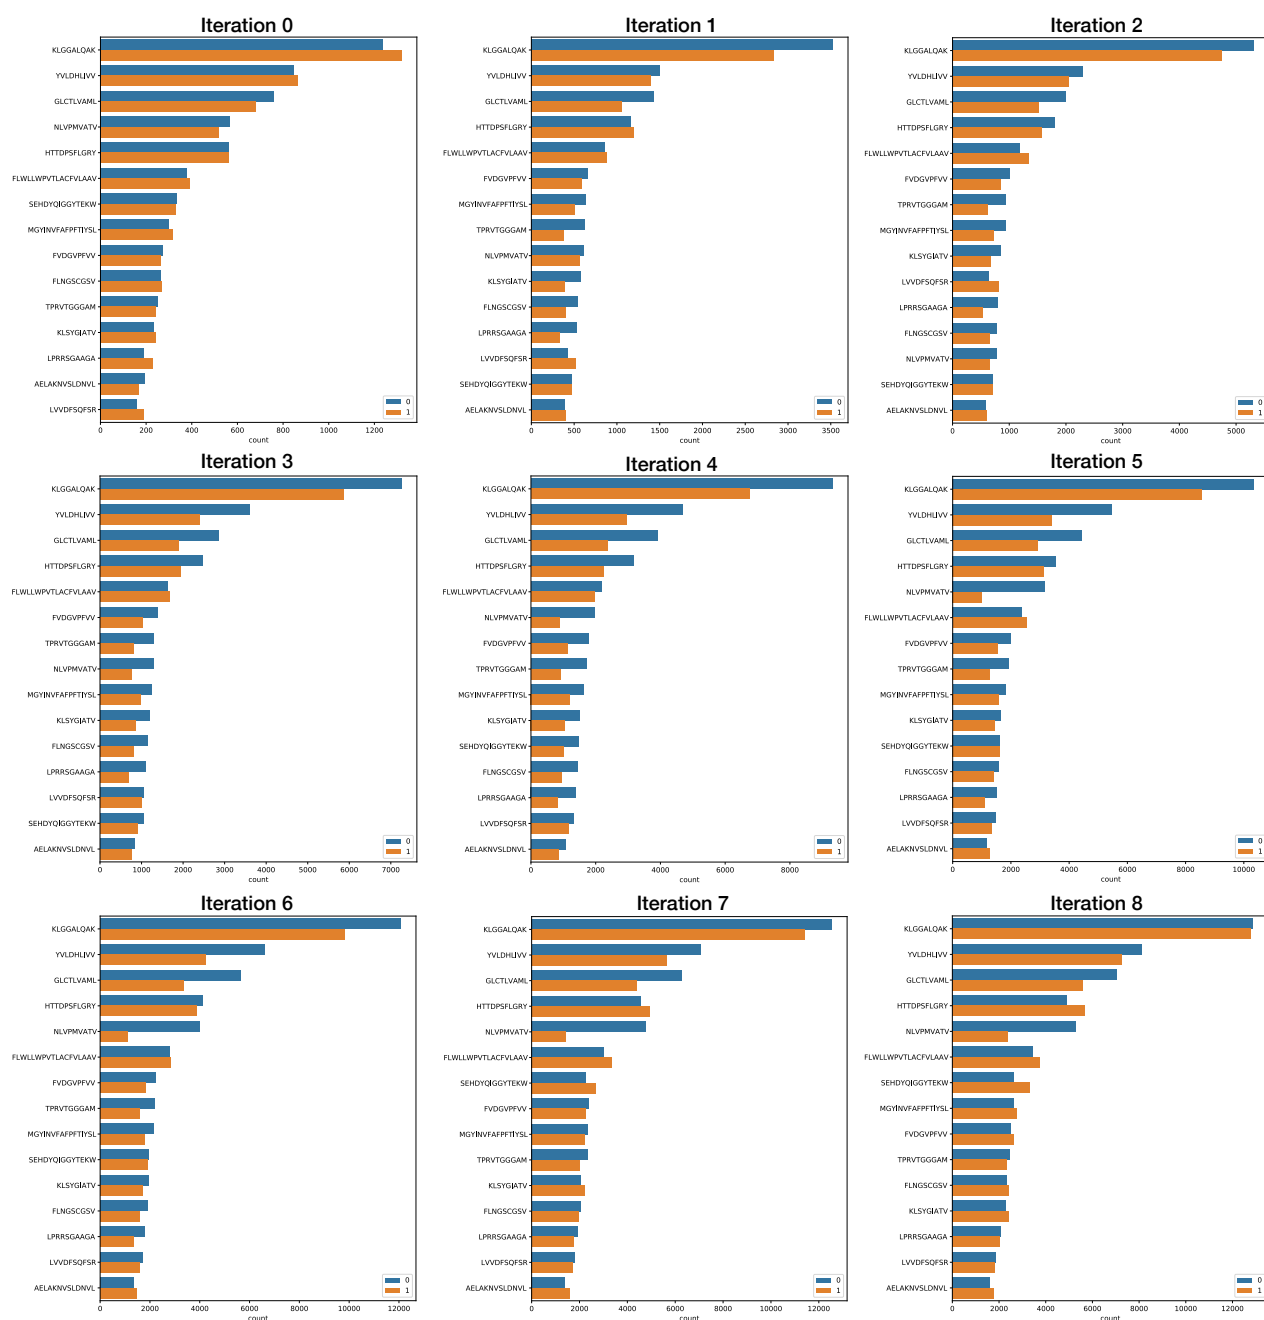 Iteration 0
KLGGALQAK
YVLDHLIVV
GLCTLVAML
NLVPMVATV
HTTDPSFLGRY
FLWLLWPVTLACFVLAAV
SEHDYQIGGYTEKW
MGYINVFAFPFTIYSL
FVDGVPFVV
FLNGSCGSV
TPRVTGGGAM
KLSYGIATV
LPRRSGAAGA
AELAKNVSLDNVL
LVVDFSQFSR
0
1
0 200 400 600 800 1000 1200
count
Iteration 1
KLGGALQAK
YVLDHLIVV
GLCTLVAML
HTTDPSFLGRY
FLWLLWPVTLACFVLAAV
FVDGVPFVV
MGYINVFAFPFTIYSL
TPRVTGGGAM
NLVPMVATV
KLSYGIATV
FLNGSCGSV
LPRRSGAAGA
LVVDFSQFSR
SEHDYQIGGYTEKW
AELAKNVSLDNVL
0
1
0 500 1000 1500 2000 2500 3000 3500
count
Iteration 2
KLGGALQAK
YVLDHLIVV
GLCTLVAML
HTTDPSFLGRY
FLWLLWPVTLACFVLAAV
FVDGVPFVV
TPRVTGGGAM
MGYINVFAFPFTIYSL
KLSYGIATV
LVVDFSQFSR
LPRRSGAAGA
FLNGSCGSV
NLVPMVATV
SEHDYQIGGYTEKW
AELAKNVSLDNVL
0
1
0 1000 2000 3000 4000 5000
count
Iteration 3
KLGGALQAK
YVLDHLIVV
GLCTLVAML
HTTDPSFLGRY
FLWLLWPVTLACFVLAAV
FVDGVPFVV
TPRVTGGGAM
NLVPMVATV
MGYINVFAFPFTIYSL
KLSYGIATV
FLNGSCGSV
LPRRSGAAGA
LVVDFSQFSR
SEHDYQIGGYTEKW
AELAKNVSLDNVL
0
1
0 1000 2000 3000 4000 5000 6000 7000
count
Iteration 4
KLGGALQAK
YVLDHLIVV
GLCTLVAML
HTTDPSFLGRY
FLWLLWPVTLACFVLAAV
NLVPMVATV
FVDGVPFVV
TPRVTGGGAM
MGYINVFAFPFTIYSL
KLSYGIATV
SEHDYQIGGYTEKW
FLNGSCGSV
LPRRSGAAGA
LVVDFSQFSR
AELAKNVSLDNVL
0
1
0 2000 4000 6000 8000
count
Iteration 5
KLGGALQAK
YVLDHLIVV
GLCTLVAML
HTTDPSFLGRY
NLVPMVATV
FLWLLWPVTLACFVLAAV
FVDGVPFVV
TPRVTGGGAM
MGYINVFAFPFTIYSL
KLSYGIATV
SEHDYQIGGYTEKW
FLNGSCGSV
LPRRSGAAGA
LVVDFSQFSR
AELAKNVSLDNVL
0
1
0 2000 4000 6000 8000 10000
count
Iteration 6
KLGGALQAK
YVLDHLIVV
GLCTLVAML
HTTDPSFLGRY
NLVPMVATV
FLWLLWPVTLACFVLAAV
FVDGVPFVV
TPRVTGGGAM
MGYINVFAFPFTIYSL
SEHDYQIGGYTEKW
KLSYGIATV
FLNGSCGSV
LPRRSGAAGA
LVVDFSQFSR
AELAKNVSLDNVL
0
1
0 2000 4000 6000 8000 10000 12000
count
Iteration 7
KLGGALQAK
YVLDHLIVV
GLCTLVAML
HTTDPSFLGRY
NLVPMVATV
FLWLLWPVTLACFVLAAV
SEHDYQIGGYTEKW
FVDGVPFVV
MGYINVFAFPFTIYSL
TPRVTGGGAM
KLSYGIATV
FLNGSCGSV
LPRRSGAAGA
LVVDFSQFSR
AELAKNVSLDNVL
0
1
0 2000 4000 6000 8000 10000 12000
count
Iteration 8
KLGGALQAK
YVLDHLIVV
GLCTLVAML
HTTDPSFLGRY
NLVPMVATV
FLWLLWPVTLACFVLAAV
SEHDYQIGGYTEKW
MGYINVFAFPFTIYSL
FVDGVPFVV
TPRVTGGGAM
FLNGSCGSV
KLSYGIATV
LPRRSGAAGA
LVVDFSQFSR
AELAKNVSLDNVL
0
1
0 2000 4000 6000 8000 10000 12000
count